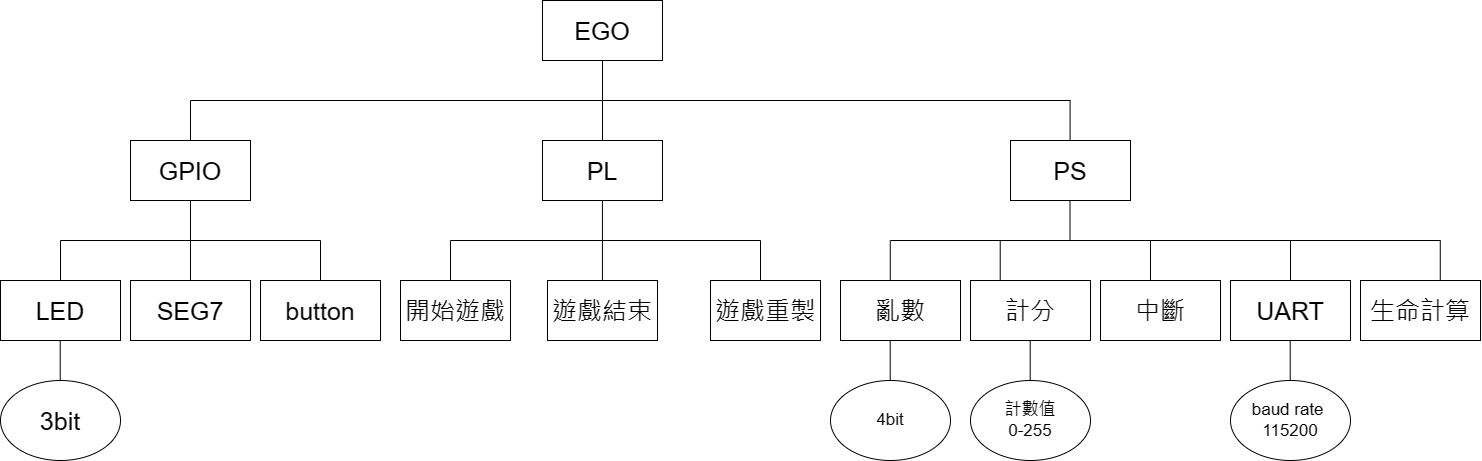 EGO
GPIO
PL
PS
LED
SEG7
button
開始遊戲
遊戲結束
遊戲重製
亂數
計分
中斷
UART
生命計算
3bit
4bit
計數值
0-255
baud rate
115200